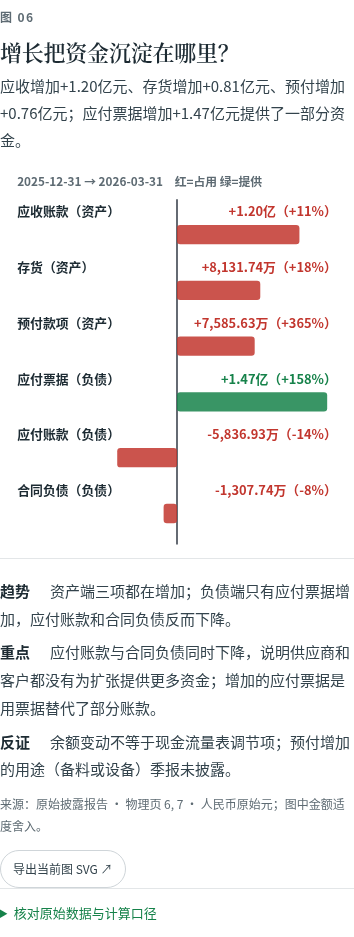 图 06
增长把资金沉淀在哪里？
应收增加+1.20亿元、存货增加+0.81亿元、预付增加
+0.76亿元；应付票据增加+1.47亿元提供了一部分资
金。
2025-12-31 → 2026-03-31 红=占用 绿=提供
应收账款（资产） +1.20亿（+11%）
存货（资产） +8,131.74万（+18%）
预付款项（资产） +7,585.63万（+365%）
应付票据（负债） +1.47亿（+158%）
应付账款（负债） -5,836.93万（-14%）
合同负债（负债） -1,307.74万（-8%）
趋势 资产端三项都在增加；负债端只有应付票据增
加，应付账款和合同负债反而下降。
重点 应付账款与合同负债同时下降，说明供应商和
客户都没有为扩张提供更多资金；增加的应付票据是
用票据替代了部分账款。
反证 余额变动不等于现金流量表调节项；预付增加
的用途（备料或设备）季报未披露。
来源：原始披露报告 · 物理页 6, 7 · 人民币原始元；图中金额适
度舍入。
导出当前图 SVG ↗
▶ 核对原始数据与计算口径